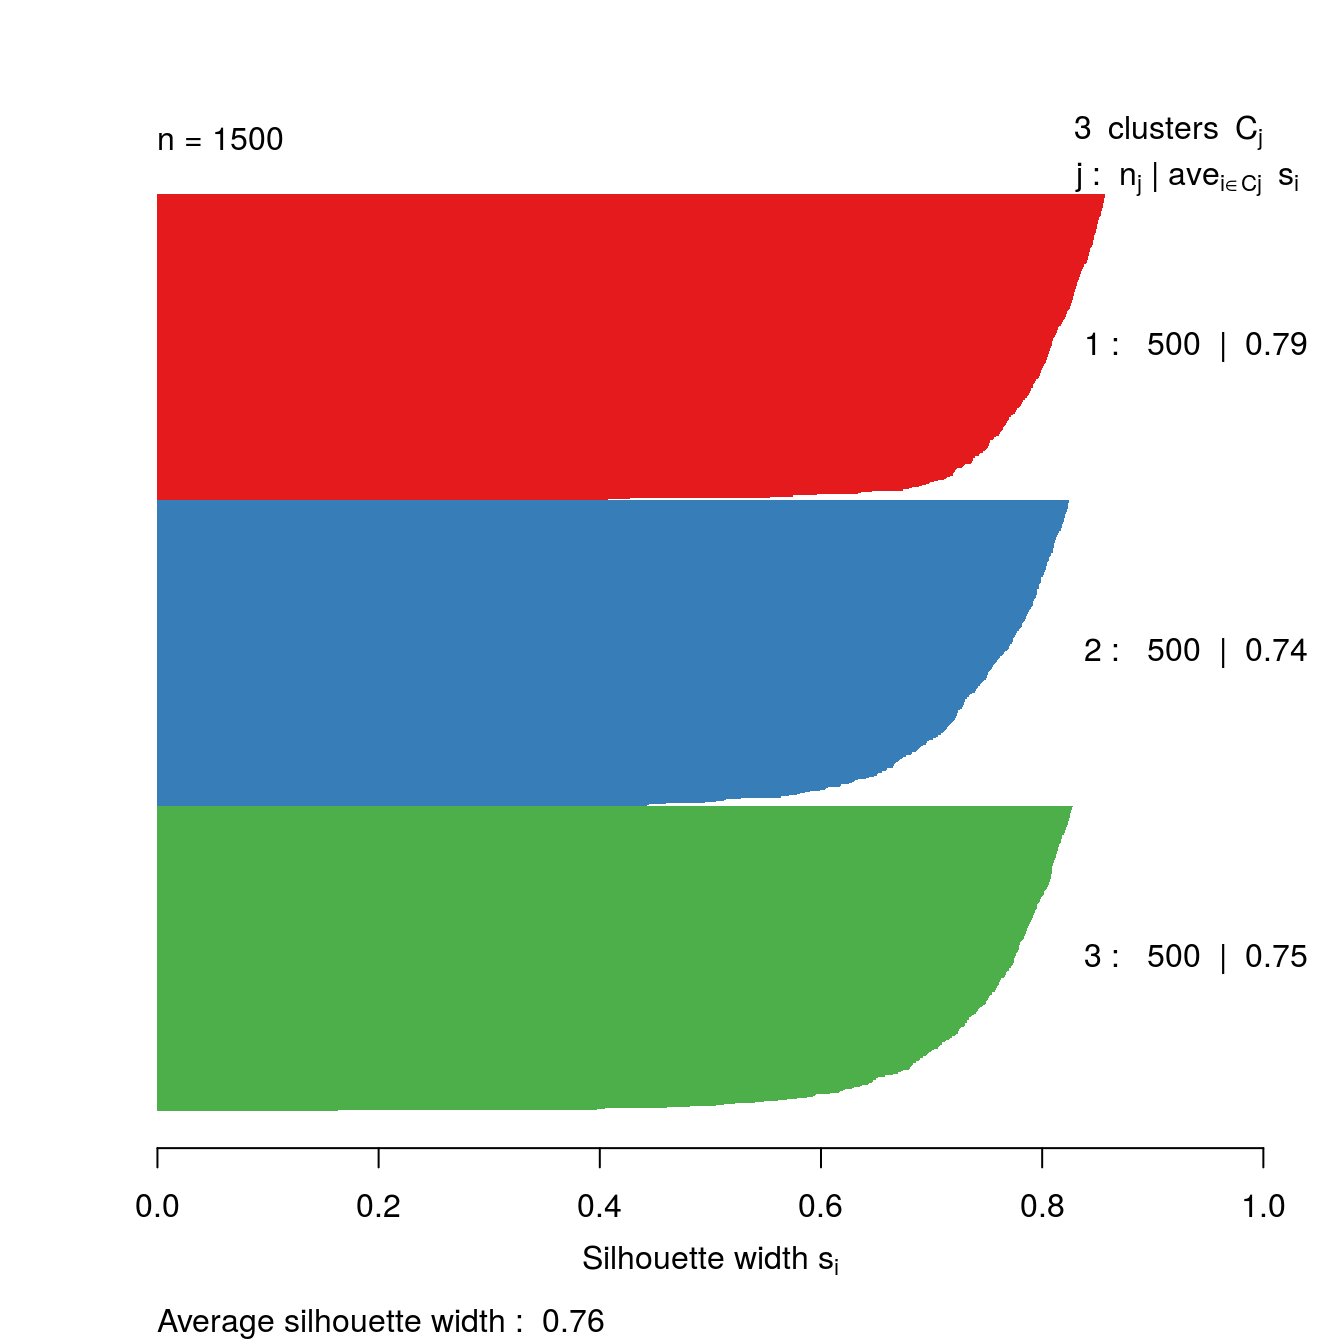 n = 1500
3 clusters Cj
j : nj | avei∈Cj si
1 : 500 | 0.79
2 : 500 | 0.74
3 : 500 | 0.75
0.0 0.2 0.4 0.6 0.8 1.0
Silhouette width si
Average silhouette width : 0.76